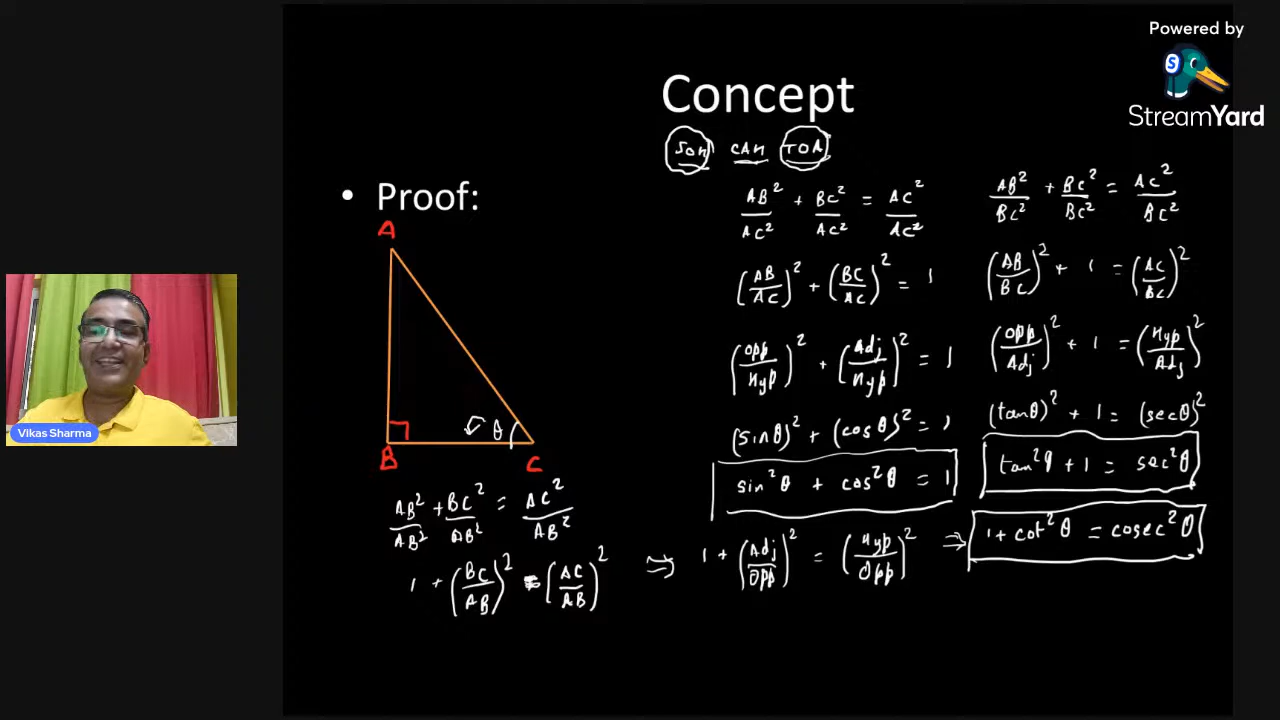 Powered by
StreamYard
Concept
SOH CAH TOA
• Proof:
A
B
C
θ
AB²/AC² + BC²/AC² = AC²/AC²
(AB/AC)² + (BC/AC)² = 1
(Opp/Hyp)² + (Adj/Hyp)² = 1
(sinθ)² + (cosθ)² = 1
sin²θ + cos²θ = 1
AB²/BC² + BC²/BC² = AC²/BC²
(AB/BC)² + 1 = (AC/BC)²
(Opp/Adj)² + 1 = (Hyp/Adj)²
(tanθ)² + 1 = (secθ)²
tan²θ + 1 = sec²θ
AB²/AB² + BC²/AB² = AC²/AB²
1 + (BC/AB)² = (AC/AB)²
⇒ 1 + (Adj/Opp)² = (Hyp/Opp)²
⇒ 1 + cot²θ = cosec²θ
Vikas Sharma